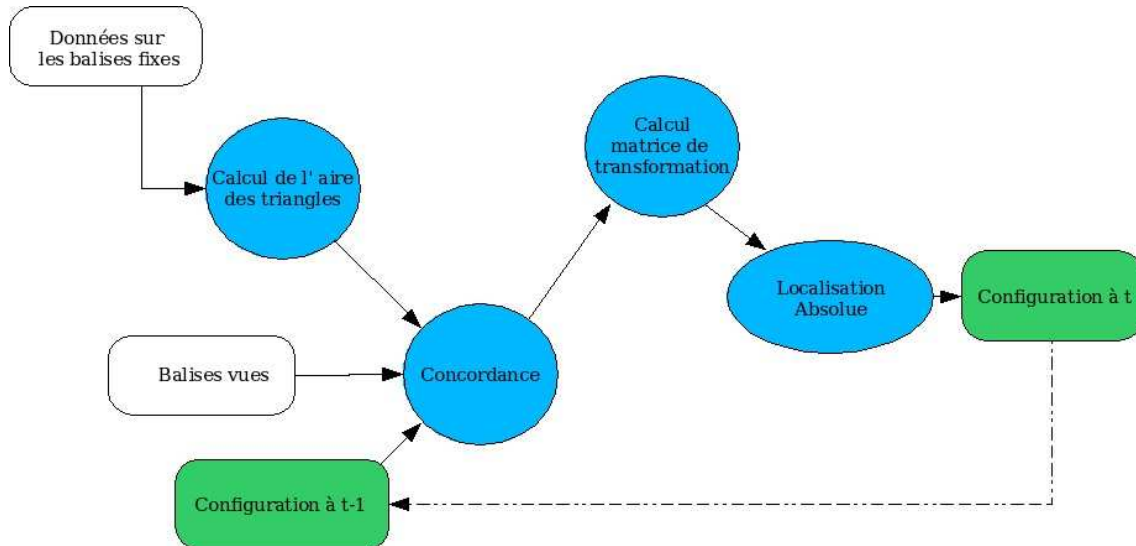 Données sur
les balises fixes
Calcul de l' aire
des triangles
Calcul
matrice de
transformation
Localisation
Absolue
Configuration à t
Balises vues
Concordance
Configuration à t-1